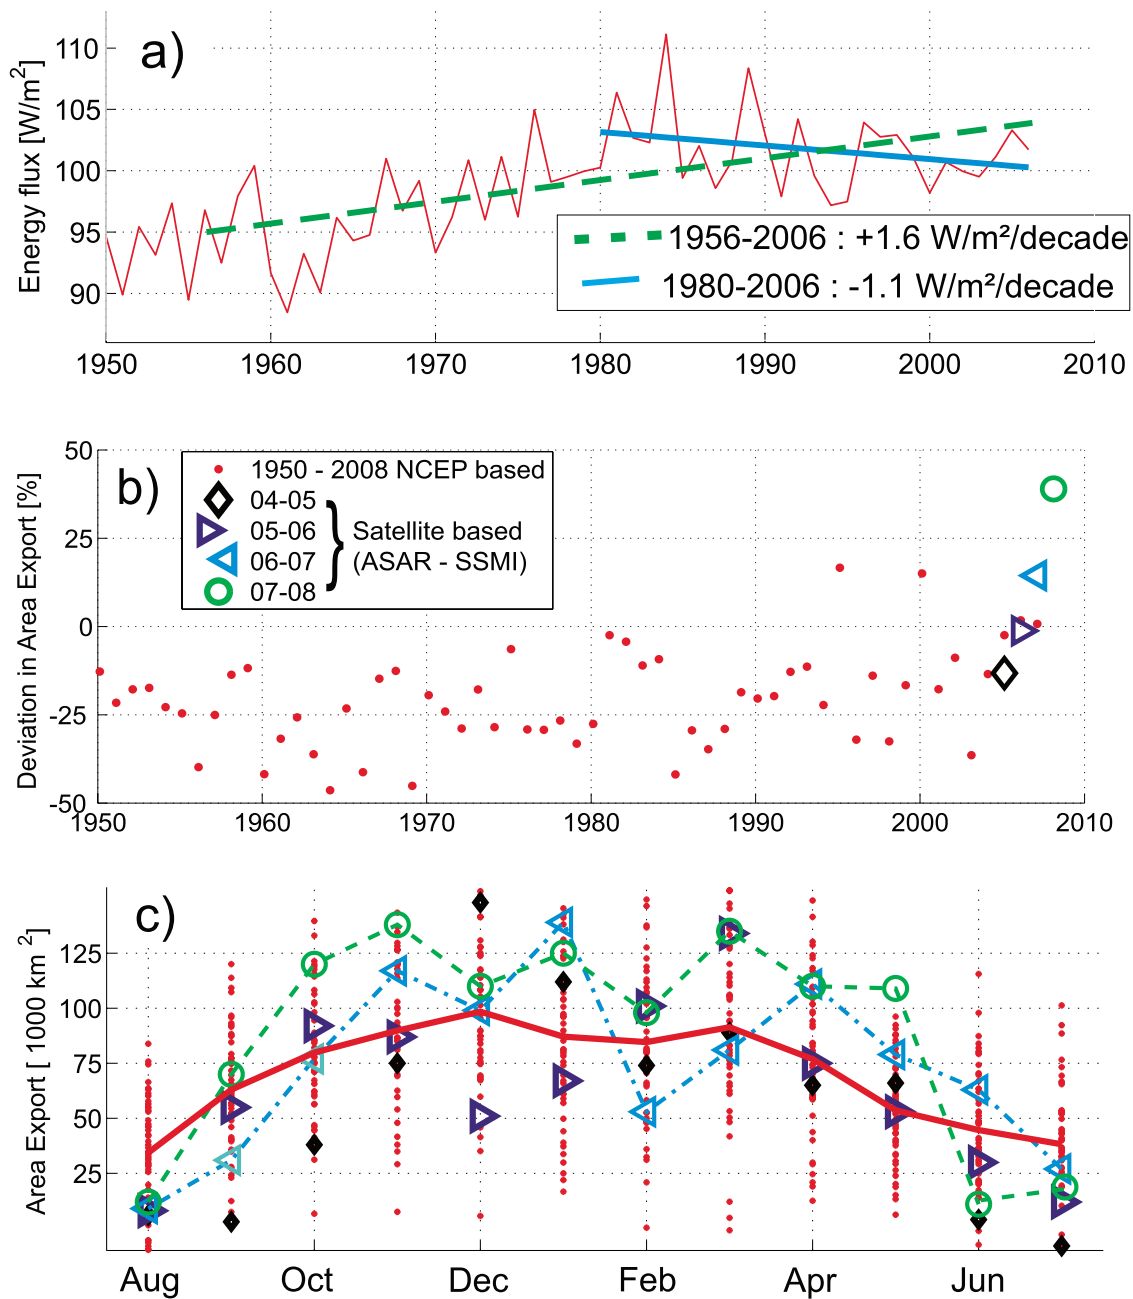 a)
Energy flux [W/m²]
110
105
100
95
90
1956-2006 : +1.6 W/m²/decade
1980-2006 : -1.1 W/m²/decade
1950 1960 1970 1980 1990 2000 2010
b)
Deviation in Area Export [%]
50
25
0
-25
-50
1950 - 2008 NCEP based
04-05
05-06
06-07
07-08
Satellite based
(ASAR - SSMI)
1950 1960 1970 1980 1990 2000 2010
c)
Area Export [ 1000 km ²]
125
100
75
50
25
Aug Oct Dec Feb Apr Jun